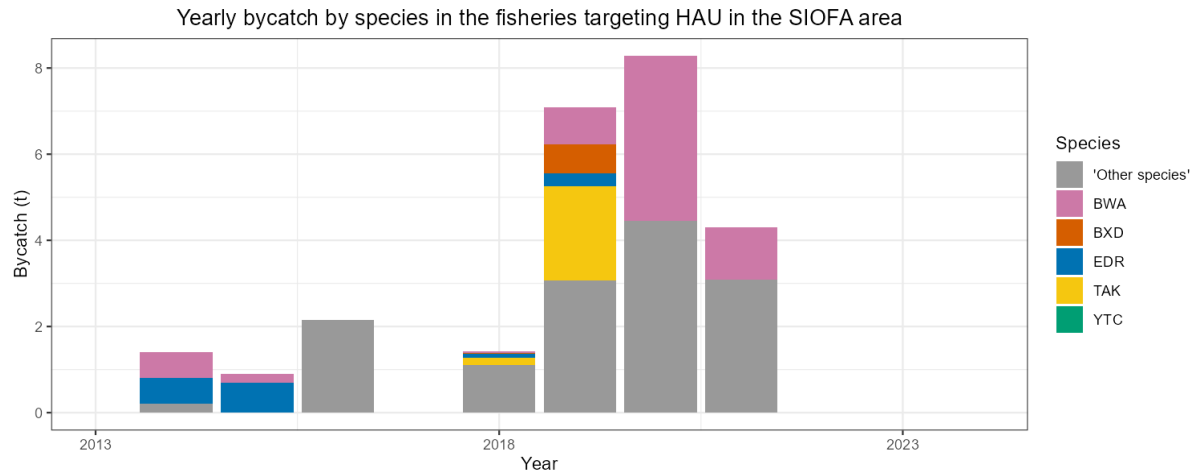 Yearly bycatch by species in the fisheries targeting HAU in the SIOFA area
Bycatch (t)
8
6
4
2
0
2013
2018
2023
Year
Species
'Other species'
BWA
BXD
EDR
TAK
YTC